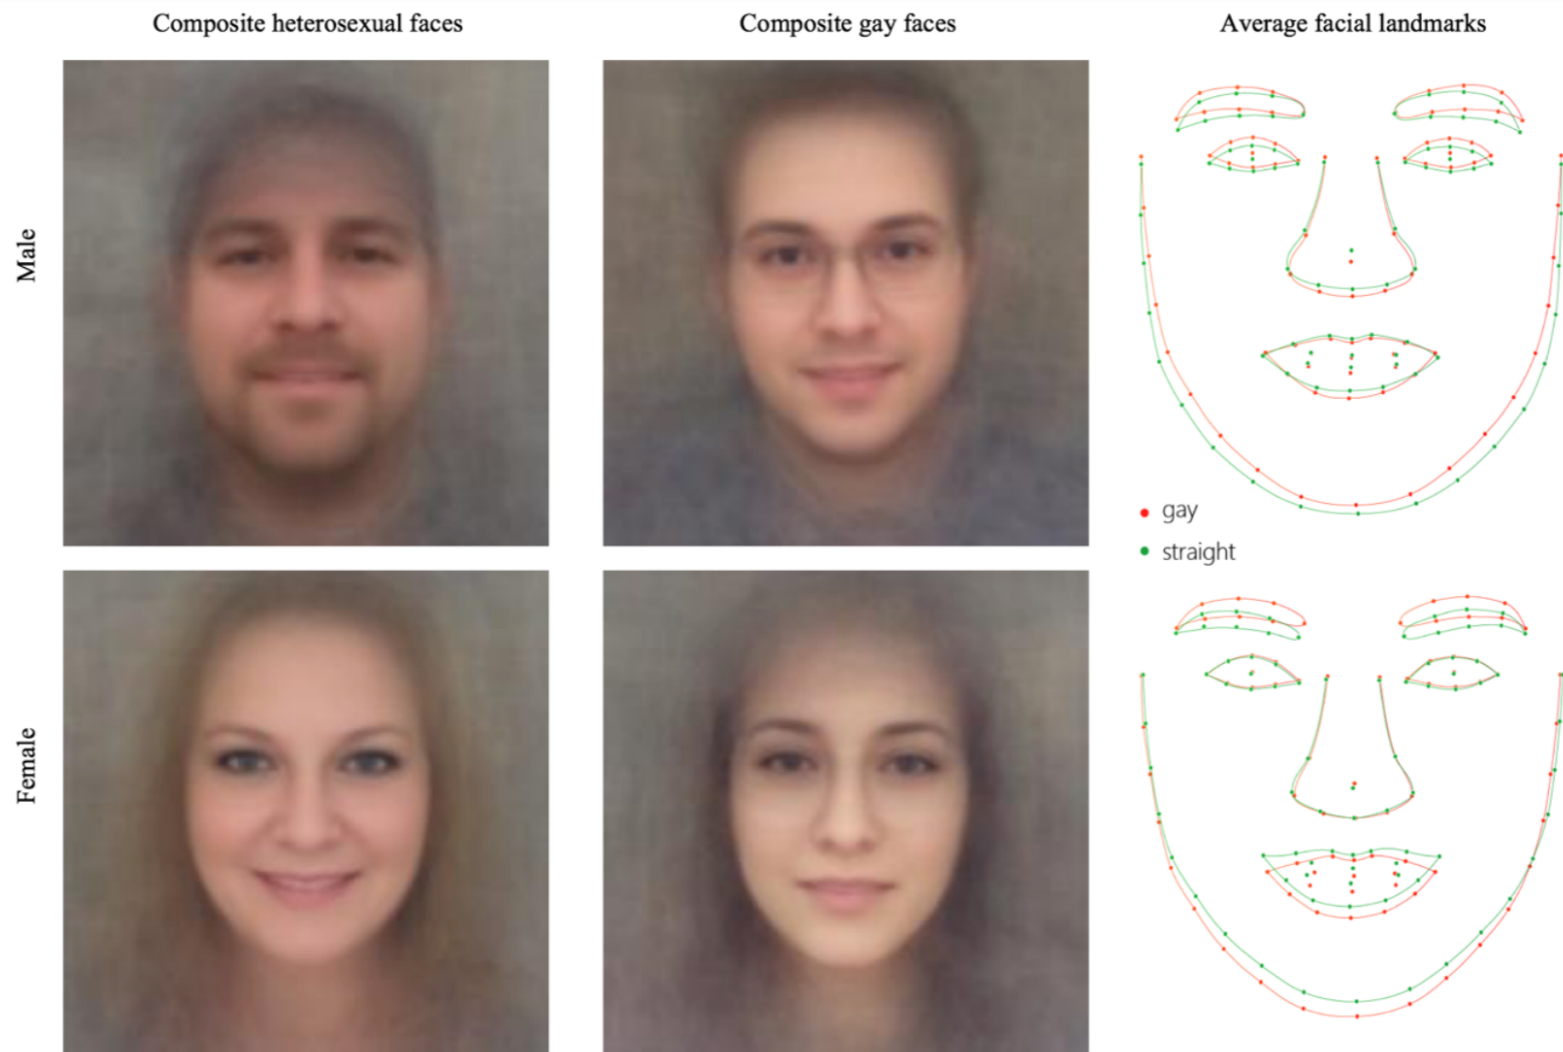 Composite heterosexual faces
Composite gay faces
Average facial landmarks
Male
gay
straight
Female